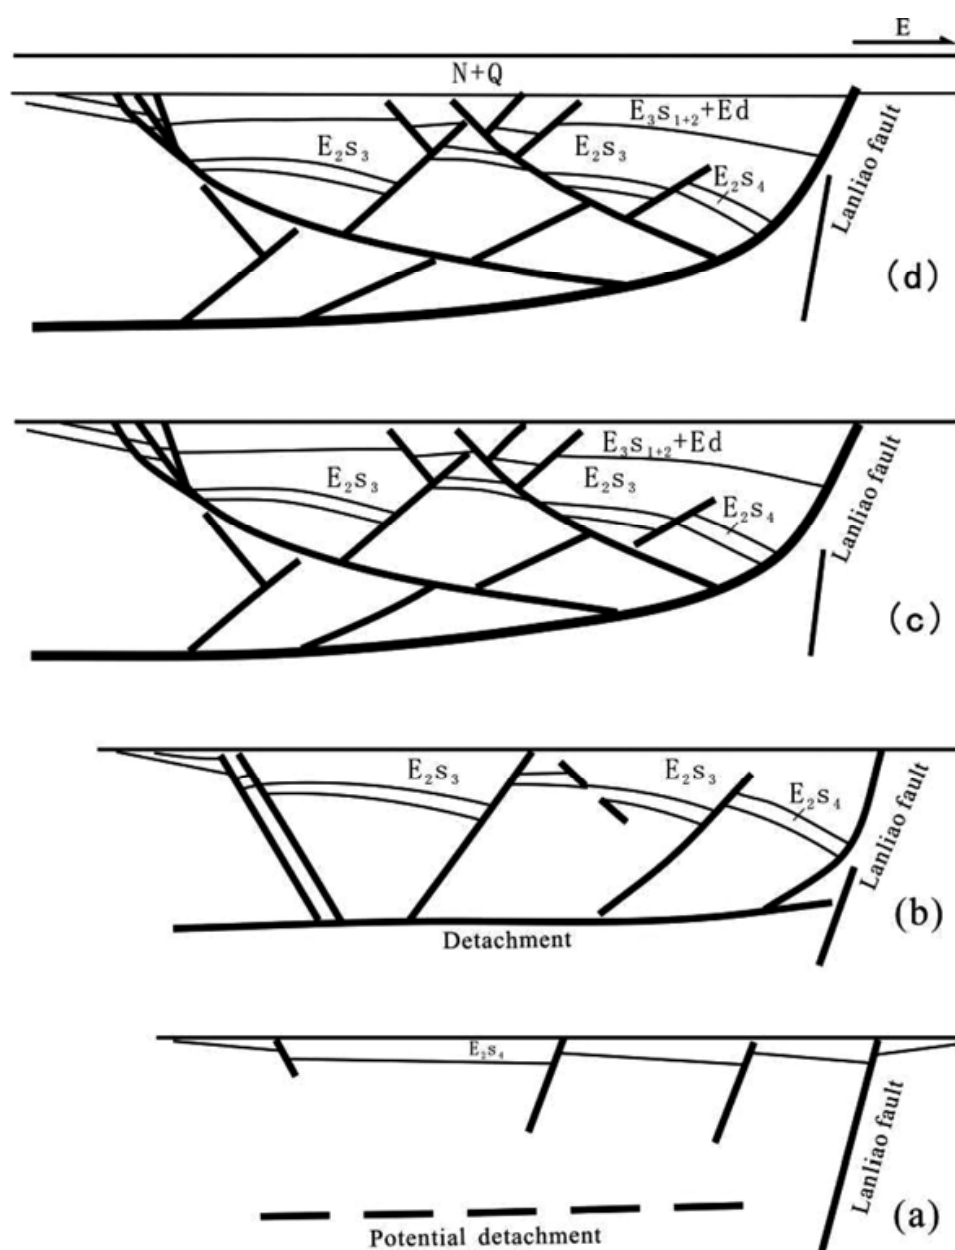 E
N+Q
E₃s₁₊₂+Ed
E₂s₃
E₂s₃
E₂s₄
Lanliao fault
(d)
E₃s₁₊₂+Ed
E₂s₃
E₂s₃
E₂s₄
Lanliao fault
(c)
E₂s₃
E₂s₃
E₂s₄
Lanliao fault
(b)
Detachment
E₂s₄
Lanliao fault
(a)
Potential detachment